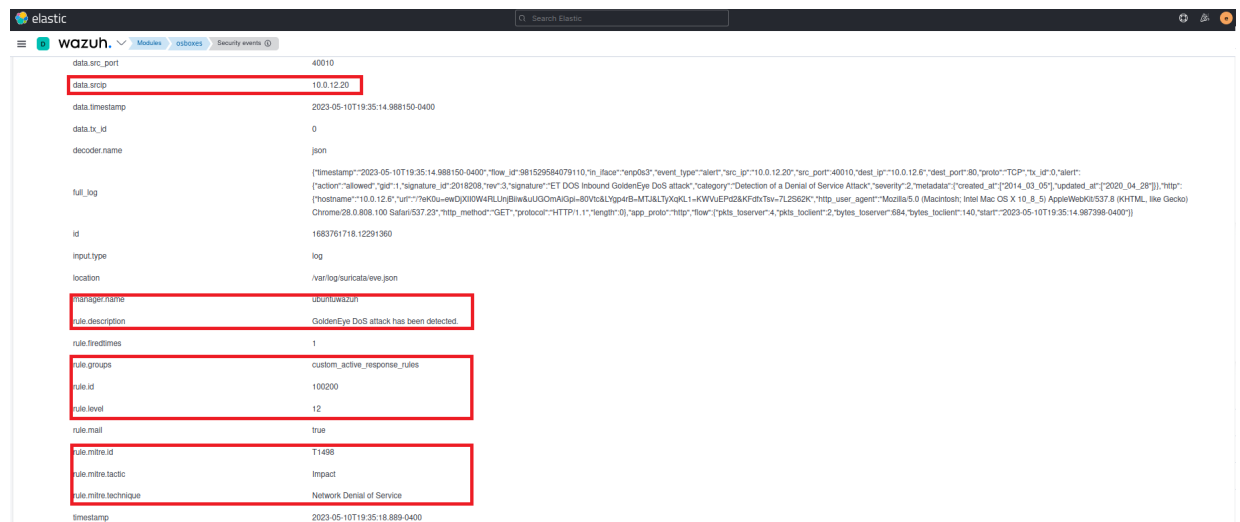 elastic
Search Elastic
D wazuh. Modules osboxes Security events
data.src_port 40010
data.srcip 10.0.12.20
data.timestamp 2023-05-10T19:35:14.988150-0400
data.tx_id 0
decoder.name json
full_log {"timestamp":"2023-05-10T19:35:14.988150-0400","flow_id":981529584079110,"in_iface":"enp0s3","event_type":"alert","src_ip":"10.0.12.20","src_port":40010,"dest_ip":"10.0.12.6","dest_port":80,"proto":"TCP","tx_id":0,"alert":
{"action":"allowed","gid":1,"signature_id":2018208,"rev":3,"signature":"ET DOS Inbound GoldenEye DoS attack","category":"Detection of a Denial of Service Attack","severity":2,"metadata":{"created_at":["2014_03_05"],"updated_at":["2020_04_28"]}},"http":
{"hostname":"10.0.12.6","url":"/?eK0u=ewDjXII0W4RLUnjBiiw&uUGOmAiGpi=80Vtc&LYgp4rB=MTJ&LTyXqKL1=KWVuEPd2&KFdfxTsv=7L2S62K","http_user_agent":"Mozilla/5.0 (Macintosh; Intel Mac OS X 10_8_5) AppleWebKit/537.8 (KHTML, like Gecko)
Chrome/28.0.808.100 Safari/537.23","http_method":"GET","protocol":"HTTP/1.1","length":0},"app_proto":"http","flow":{"pkts_toserver":4,"pkts_toclient":2,"bytes_toserver":684,"bytes_toclient":140,"start":"2023-05-10T19:35:14.987398-0400"}}
id 1683761718.12291360
input.type log
location /var/log/suricata/eve.json
manager.name ubuntuwazuh
rule.description GoldenEye DoS attack has been detected.
rule.firedtimes 1
rule.groups custom_active_response_rules
rule.id 100200
rule.level 12
rule.mail true
rule.mitre.id T1498
rule.mitre.tactic Impact
rule.mitre.technique Network Denial of Service
timestamp 2023-05-10T19:35:18.889-0400